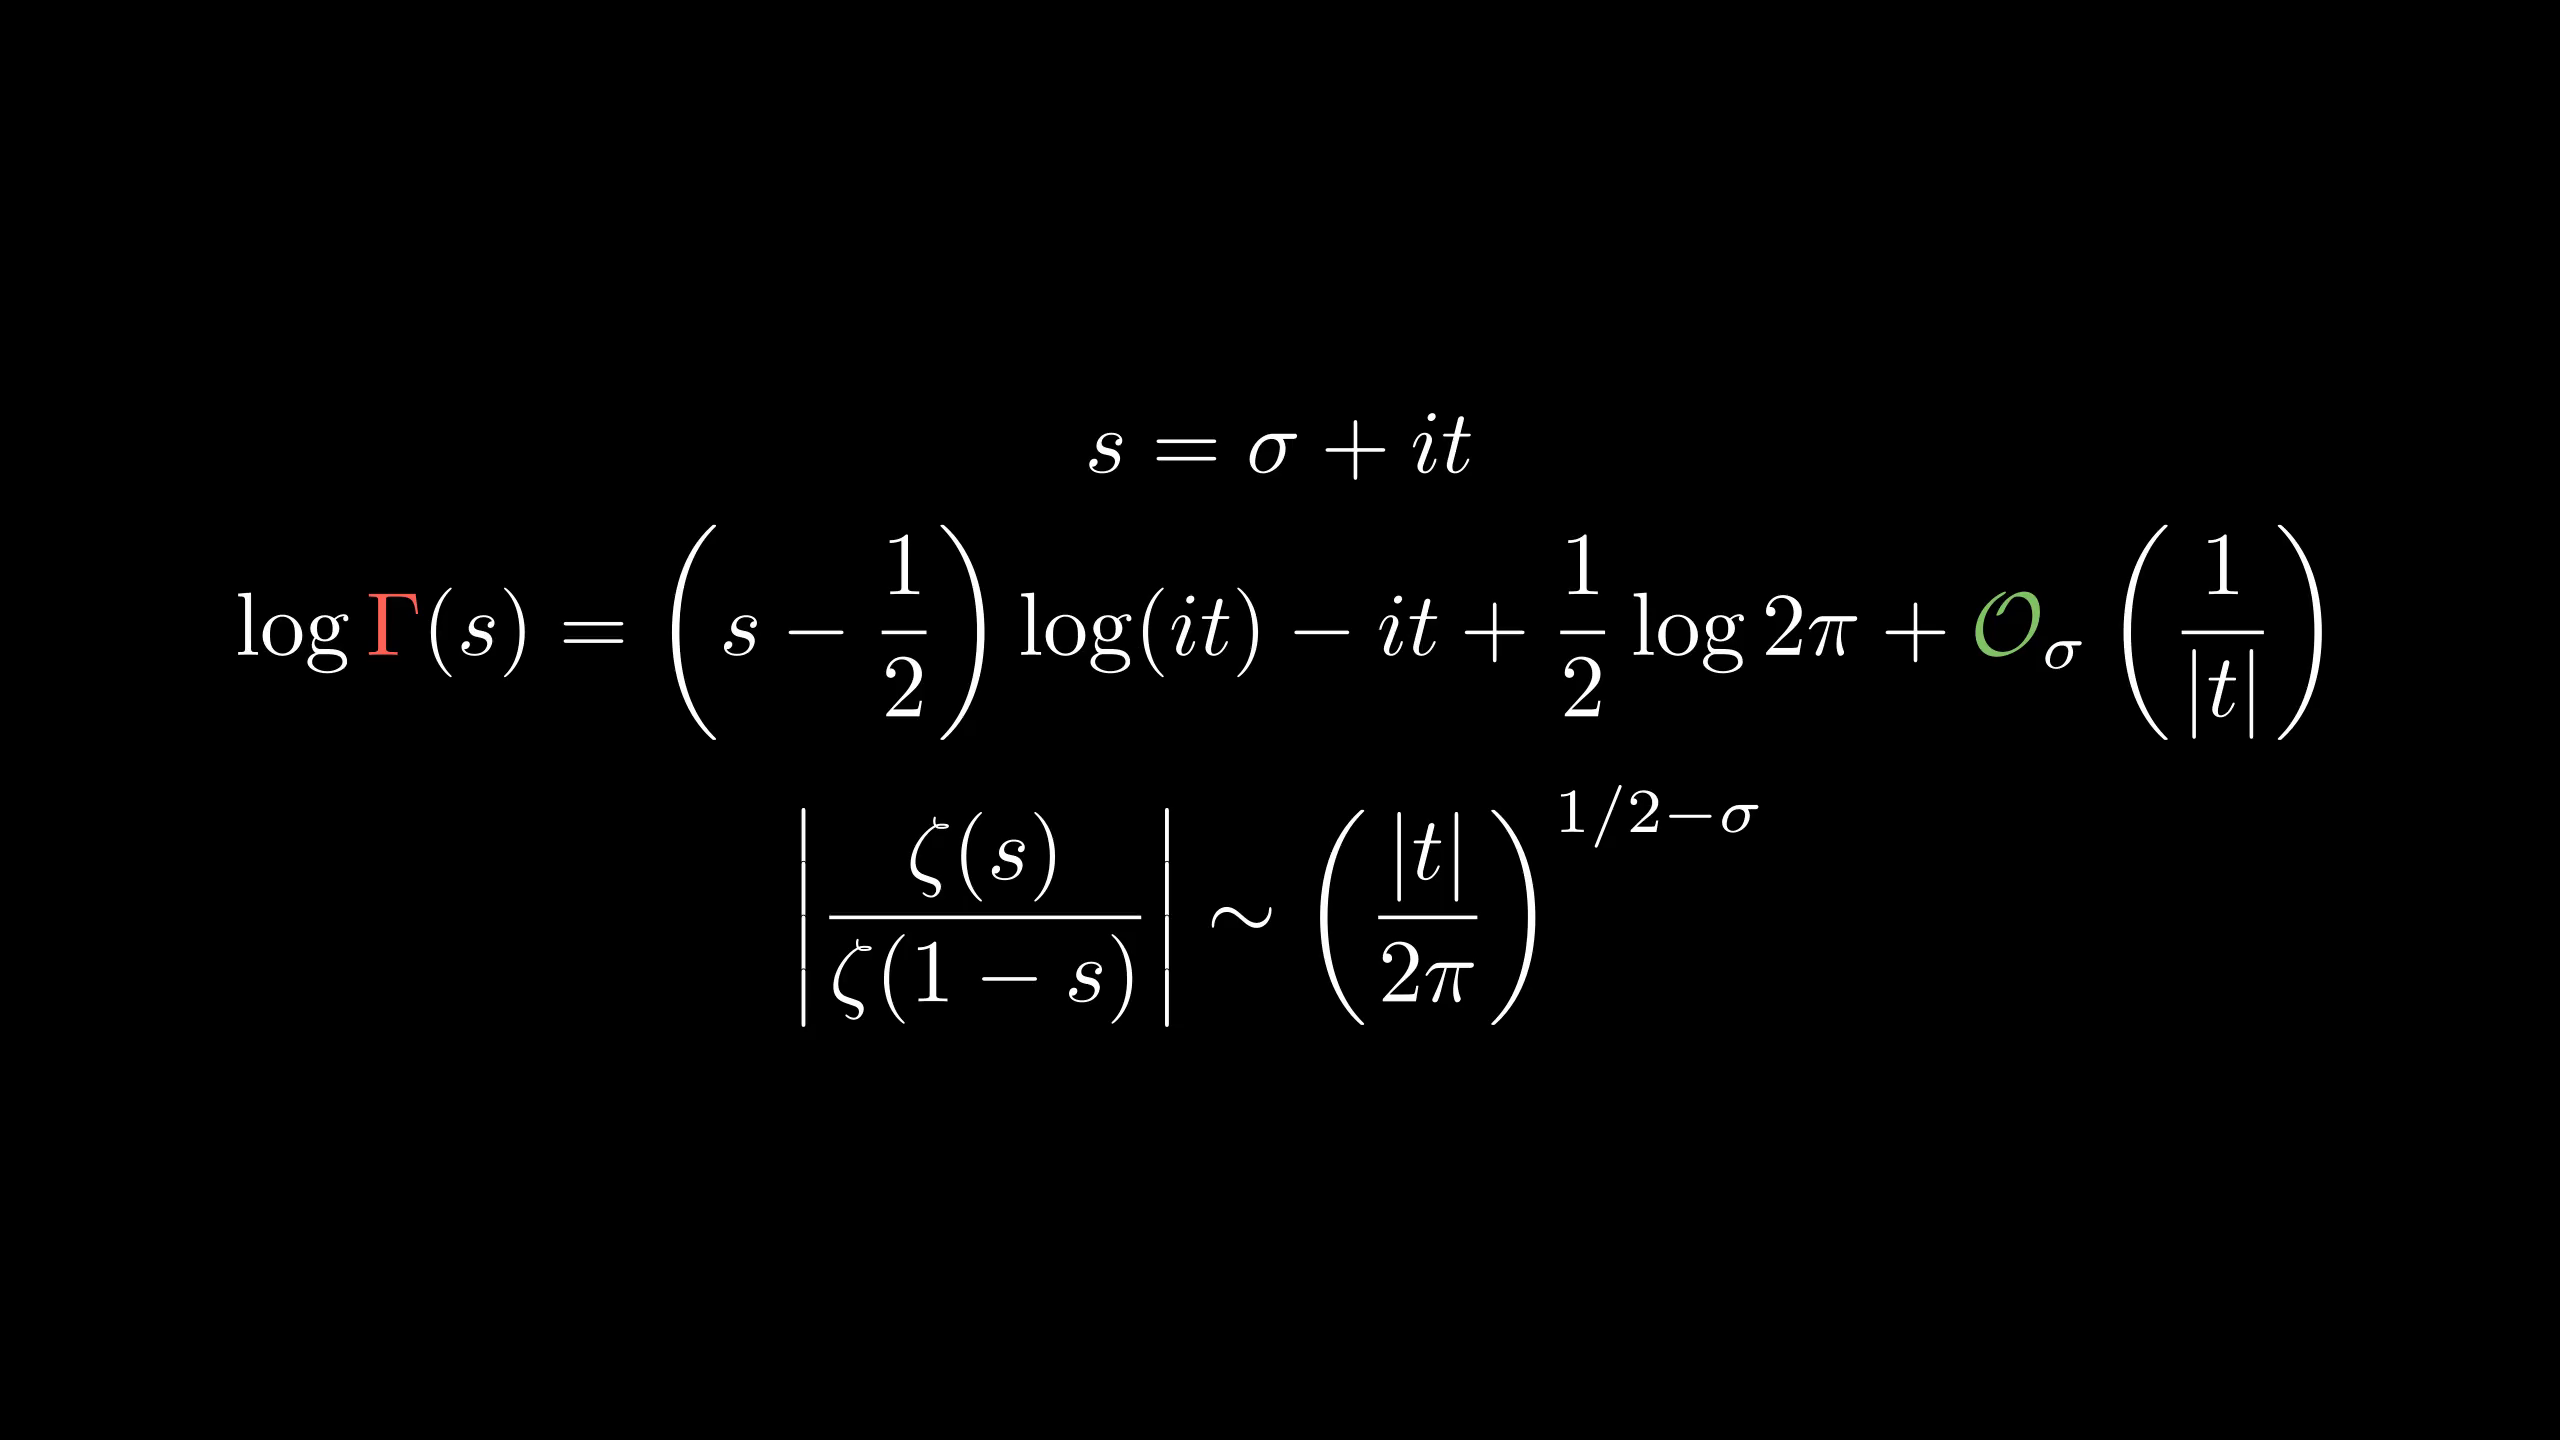 s = σ + it
log Γ(s) = (s − 1/2) log(it) − it + 1/2 log 2π + 𝒪_σ (1/|t|)
|ζ(s)/ζ(1 − s)| ∼ (|t|/2π)^{1/2−σ}